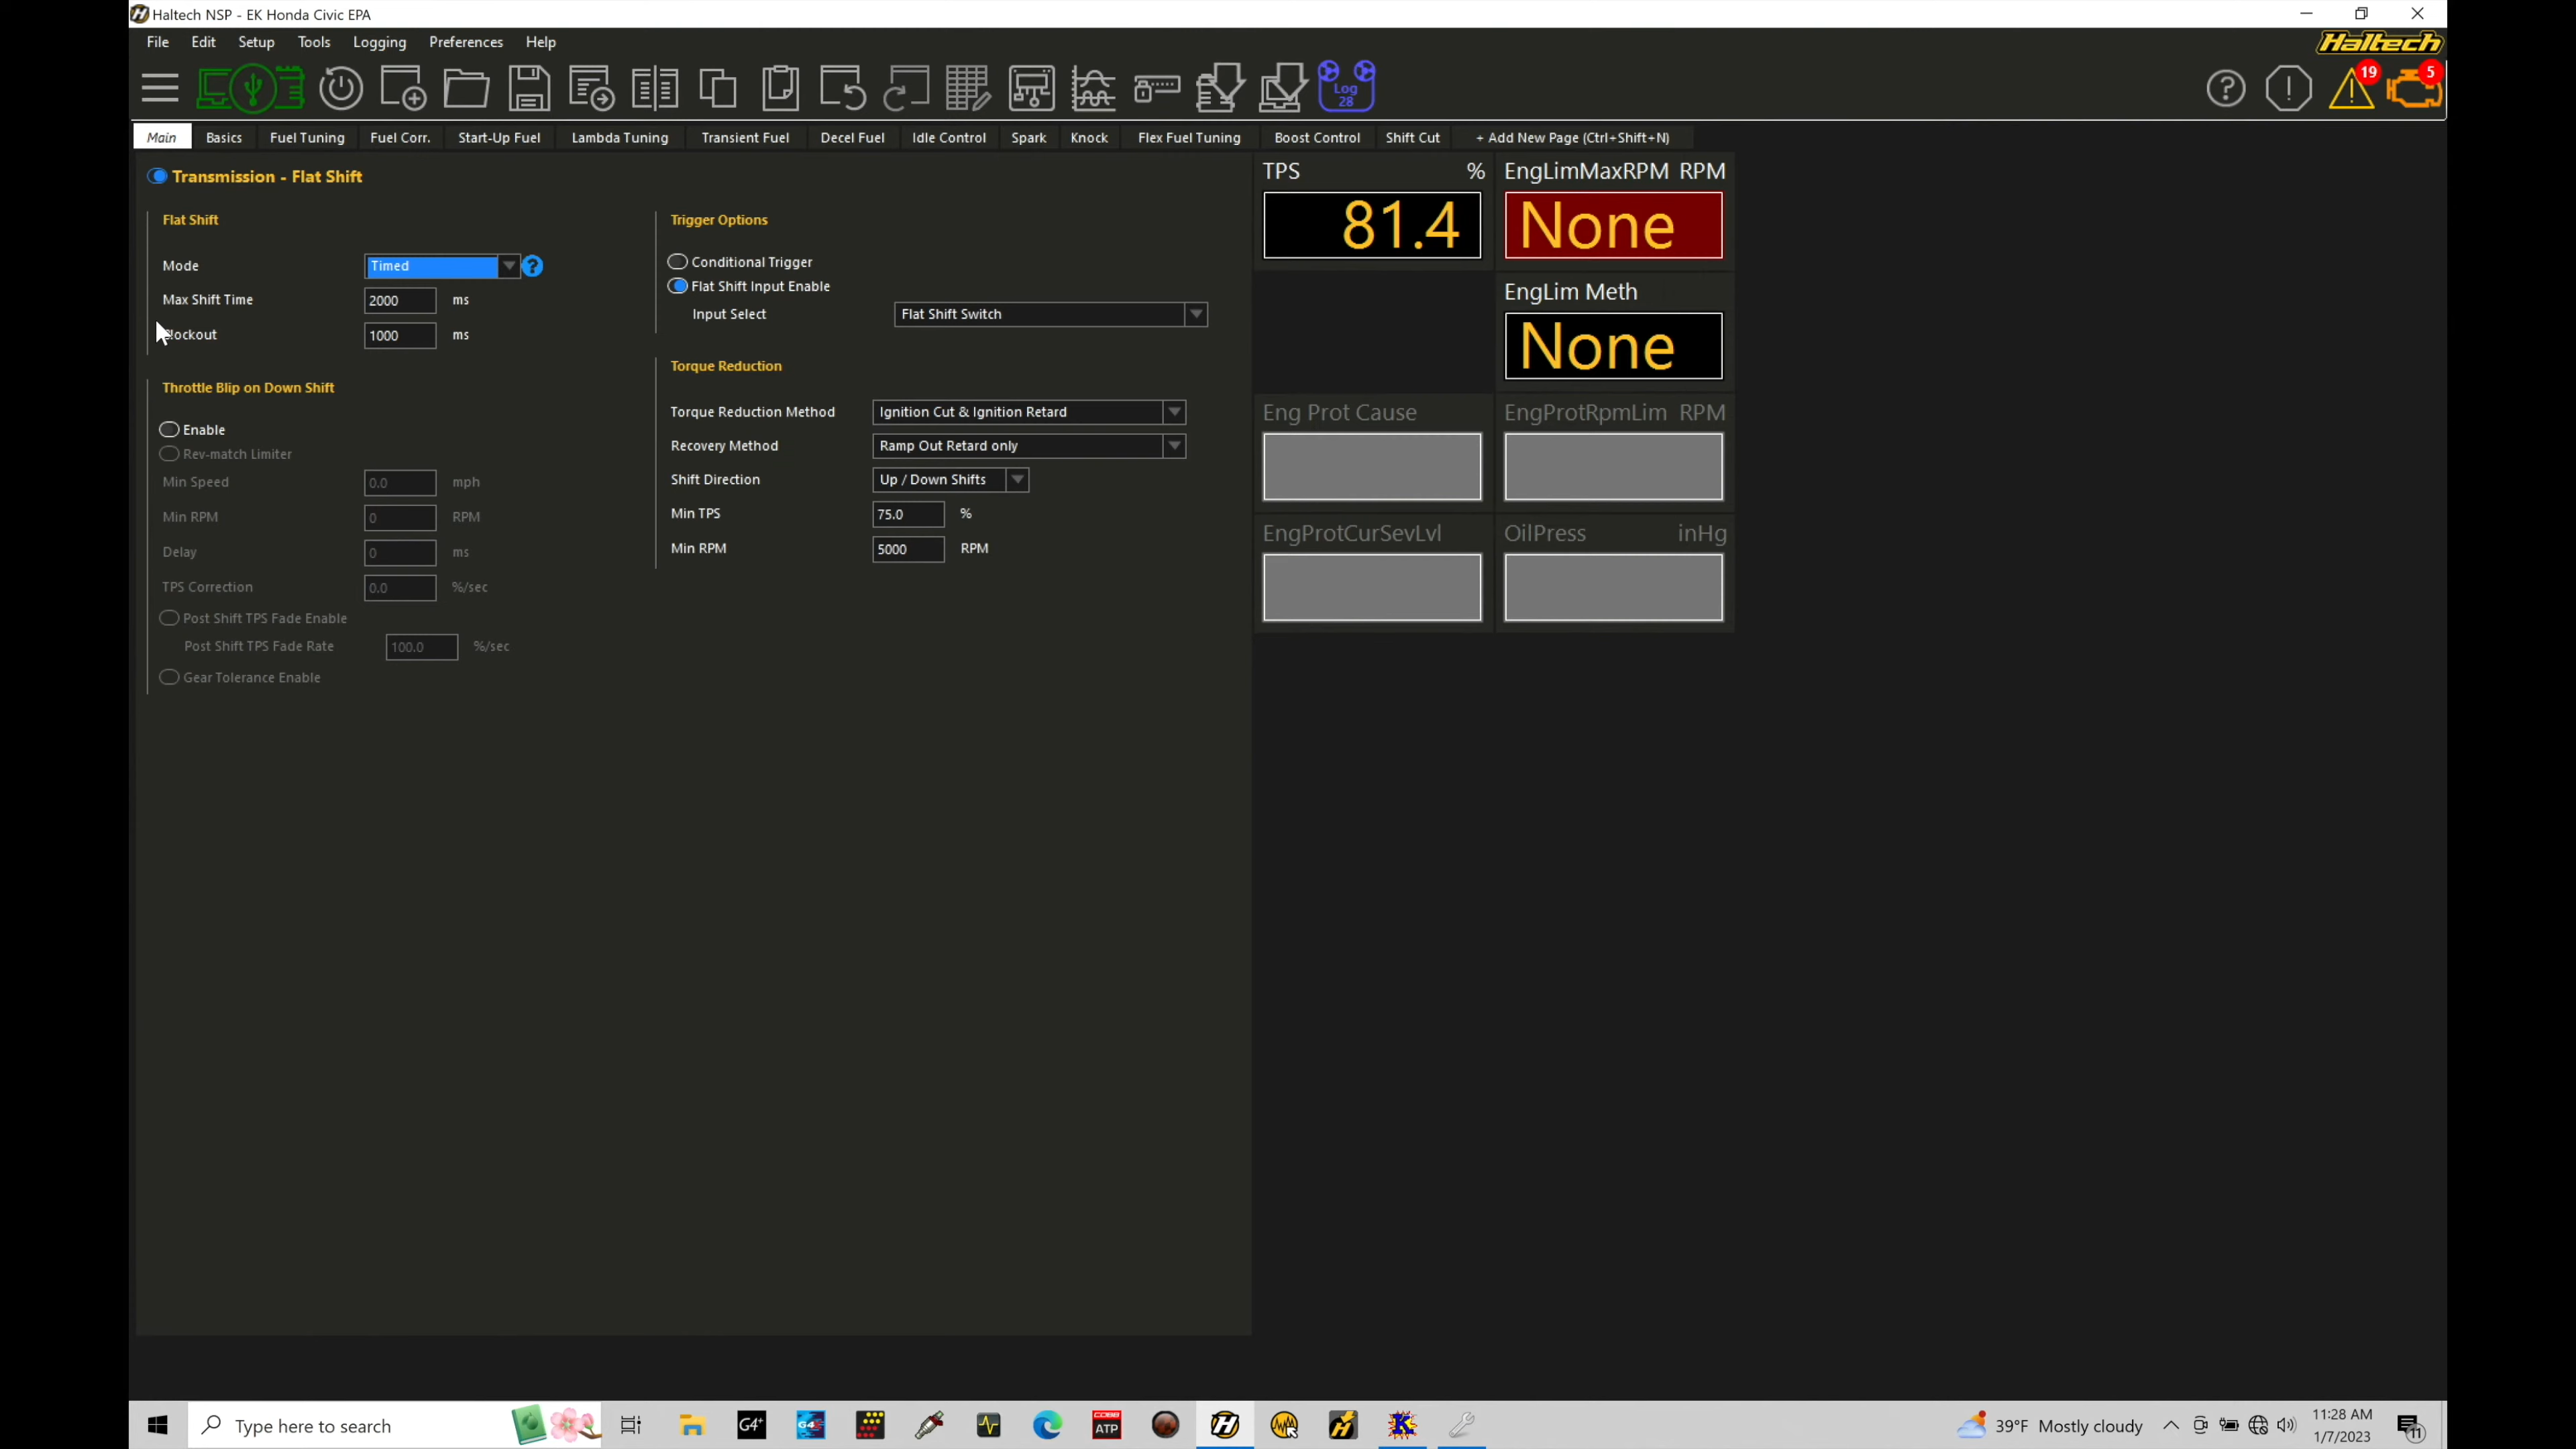 Haltech NSP - EK Honda Civic EPA
File Edit Setup Tools Logging Preferences Help
Haltech
Log 28
19
5
Main Basics Fuel Tuning Fuel Corr. Start-Up Fuel Lambda Tuning Transient Fuel Decel Fuel Idle Control Spark Knock Flex Fuel Tuning Boost Control Shift Cut + Add New Page (Ctrl+Shift+N)
Transmission - Flat Shift
Flat Shift
Mode Timed ?
Max Shift Time 2000 ms
1000 ms
Throttle Blip on Down Shift
Enable
Rev-match Limiter
Min Speed 0.0 mph
Min RPM 0 RPM
Delay 0 ms
TPS Correction 0.0 %/sec
Post Shift TPS Fade Enable
Post Shift TPS Fade Rate 100.0 %/sec
Gear Tolerance Enable
Trigger Options
Conditional Trigger
Flat Shift Input Enable
Input Select Flat Shift Switch
Torque Reduction
Torque Reduction Method Ignition Cut & Ignition Retard
Recovery Method Ramp Out Retard only
Shift Direction Up / Down Shifts
Min TPS 75.0 %
Min RPM 5000 RPM
TPS %
81.4
EngLimMaxRPM RPM
None
EngLim Meth
None
Eng Prot Cause
EngProtRpmLim RPM
EngProtCurSevLvl
OilPress inHg
Type here to search
G4+
G4X
COBB ATP
39°F Mostly cloudy
11:28 AM
1/7/2023
11